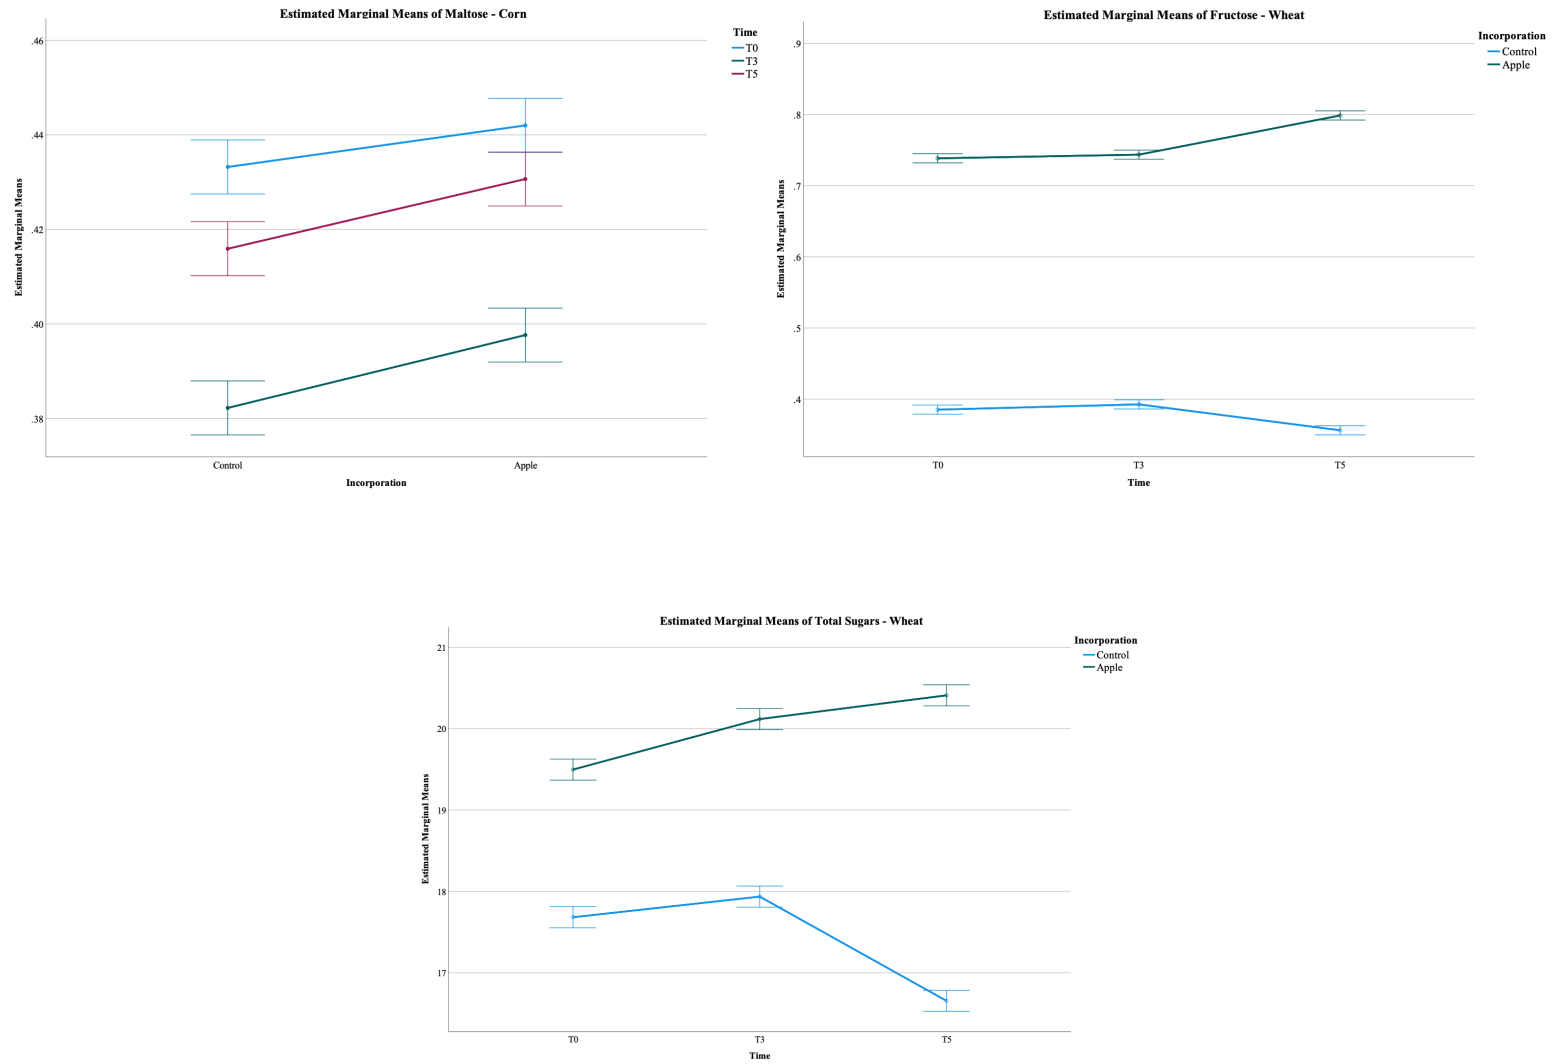 Estimated Marginal Means of Maltose - Corn
Time
T0
T3
T5
.46
.44
.42
.40
.38
Estimated Marginal Means
Control
Apple
Incorporation
Estimated Marginal Means of Fructose - Wheat
Incorporation
Control
Apple
.9
.8
.7
.6
.5
.4
Estimated Marginal Means
T0
T3
T5
Time
Estimated Marginal Means of Total Sugars - Wheat
Incorporation
Control
Apple
21
20
19
18
17
Estimated Marginal Means
T0
T3
T5
Time